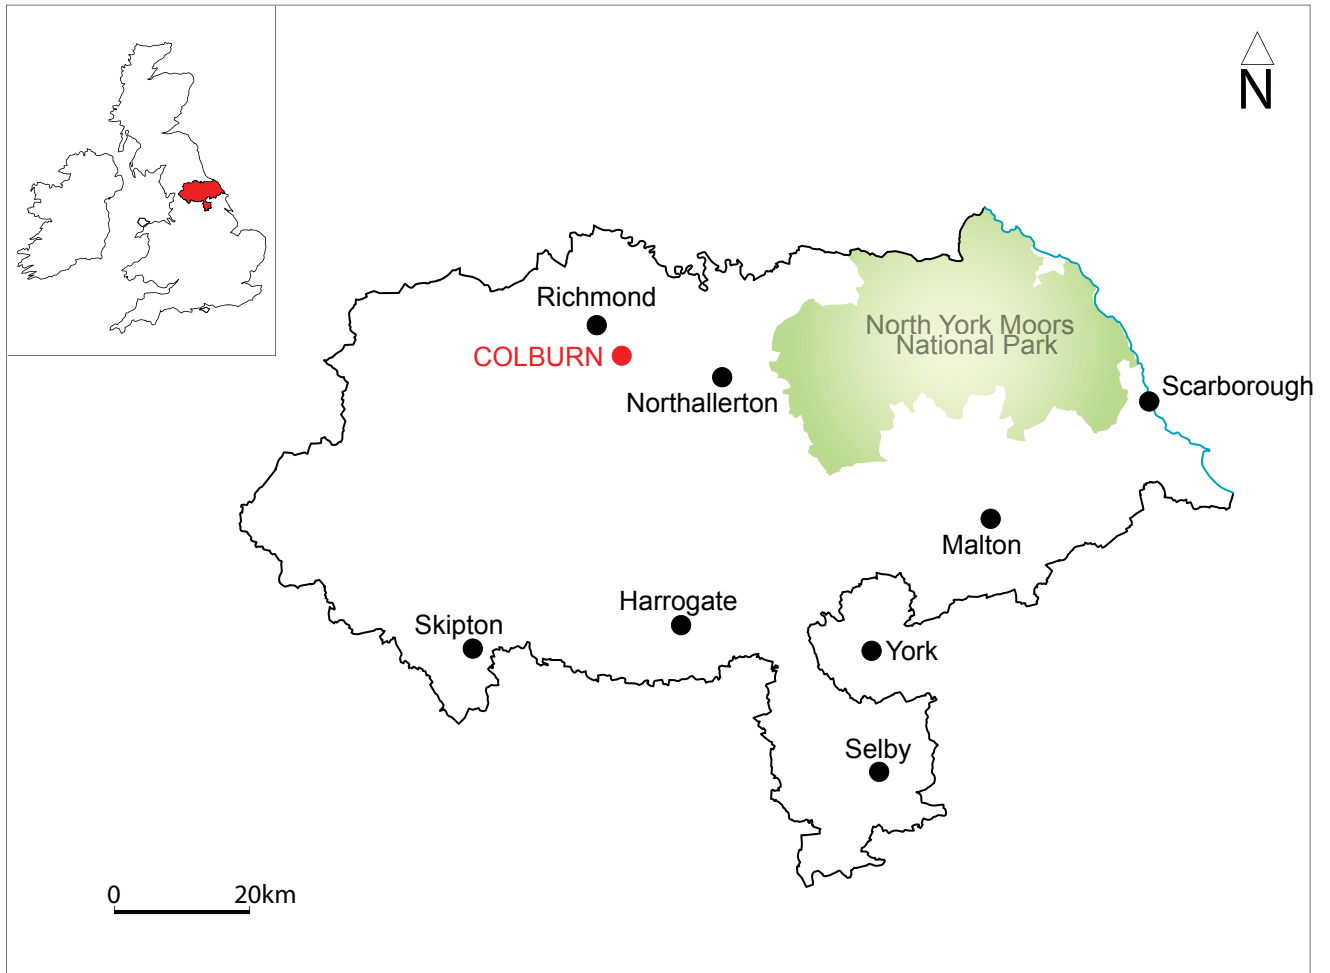 N
Richmond
COLBURN
Northallerton
North York Moors
National Park
Scarborough
Malton
Harrogate
Skipton
York
Selby
0 20km